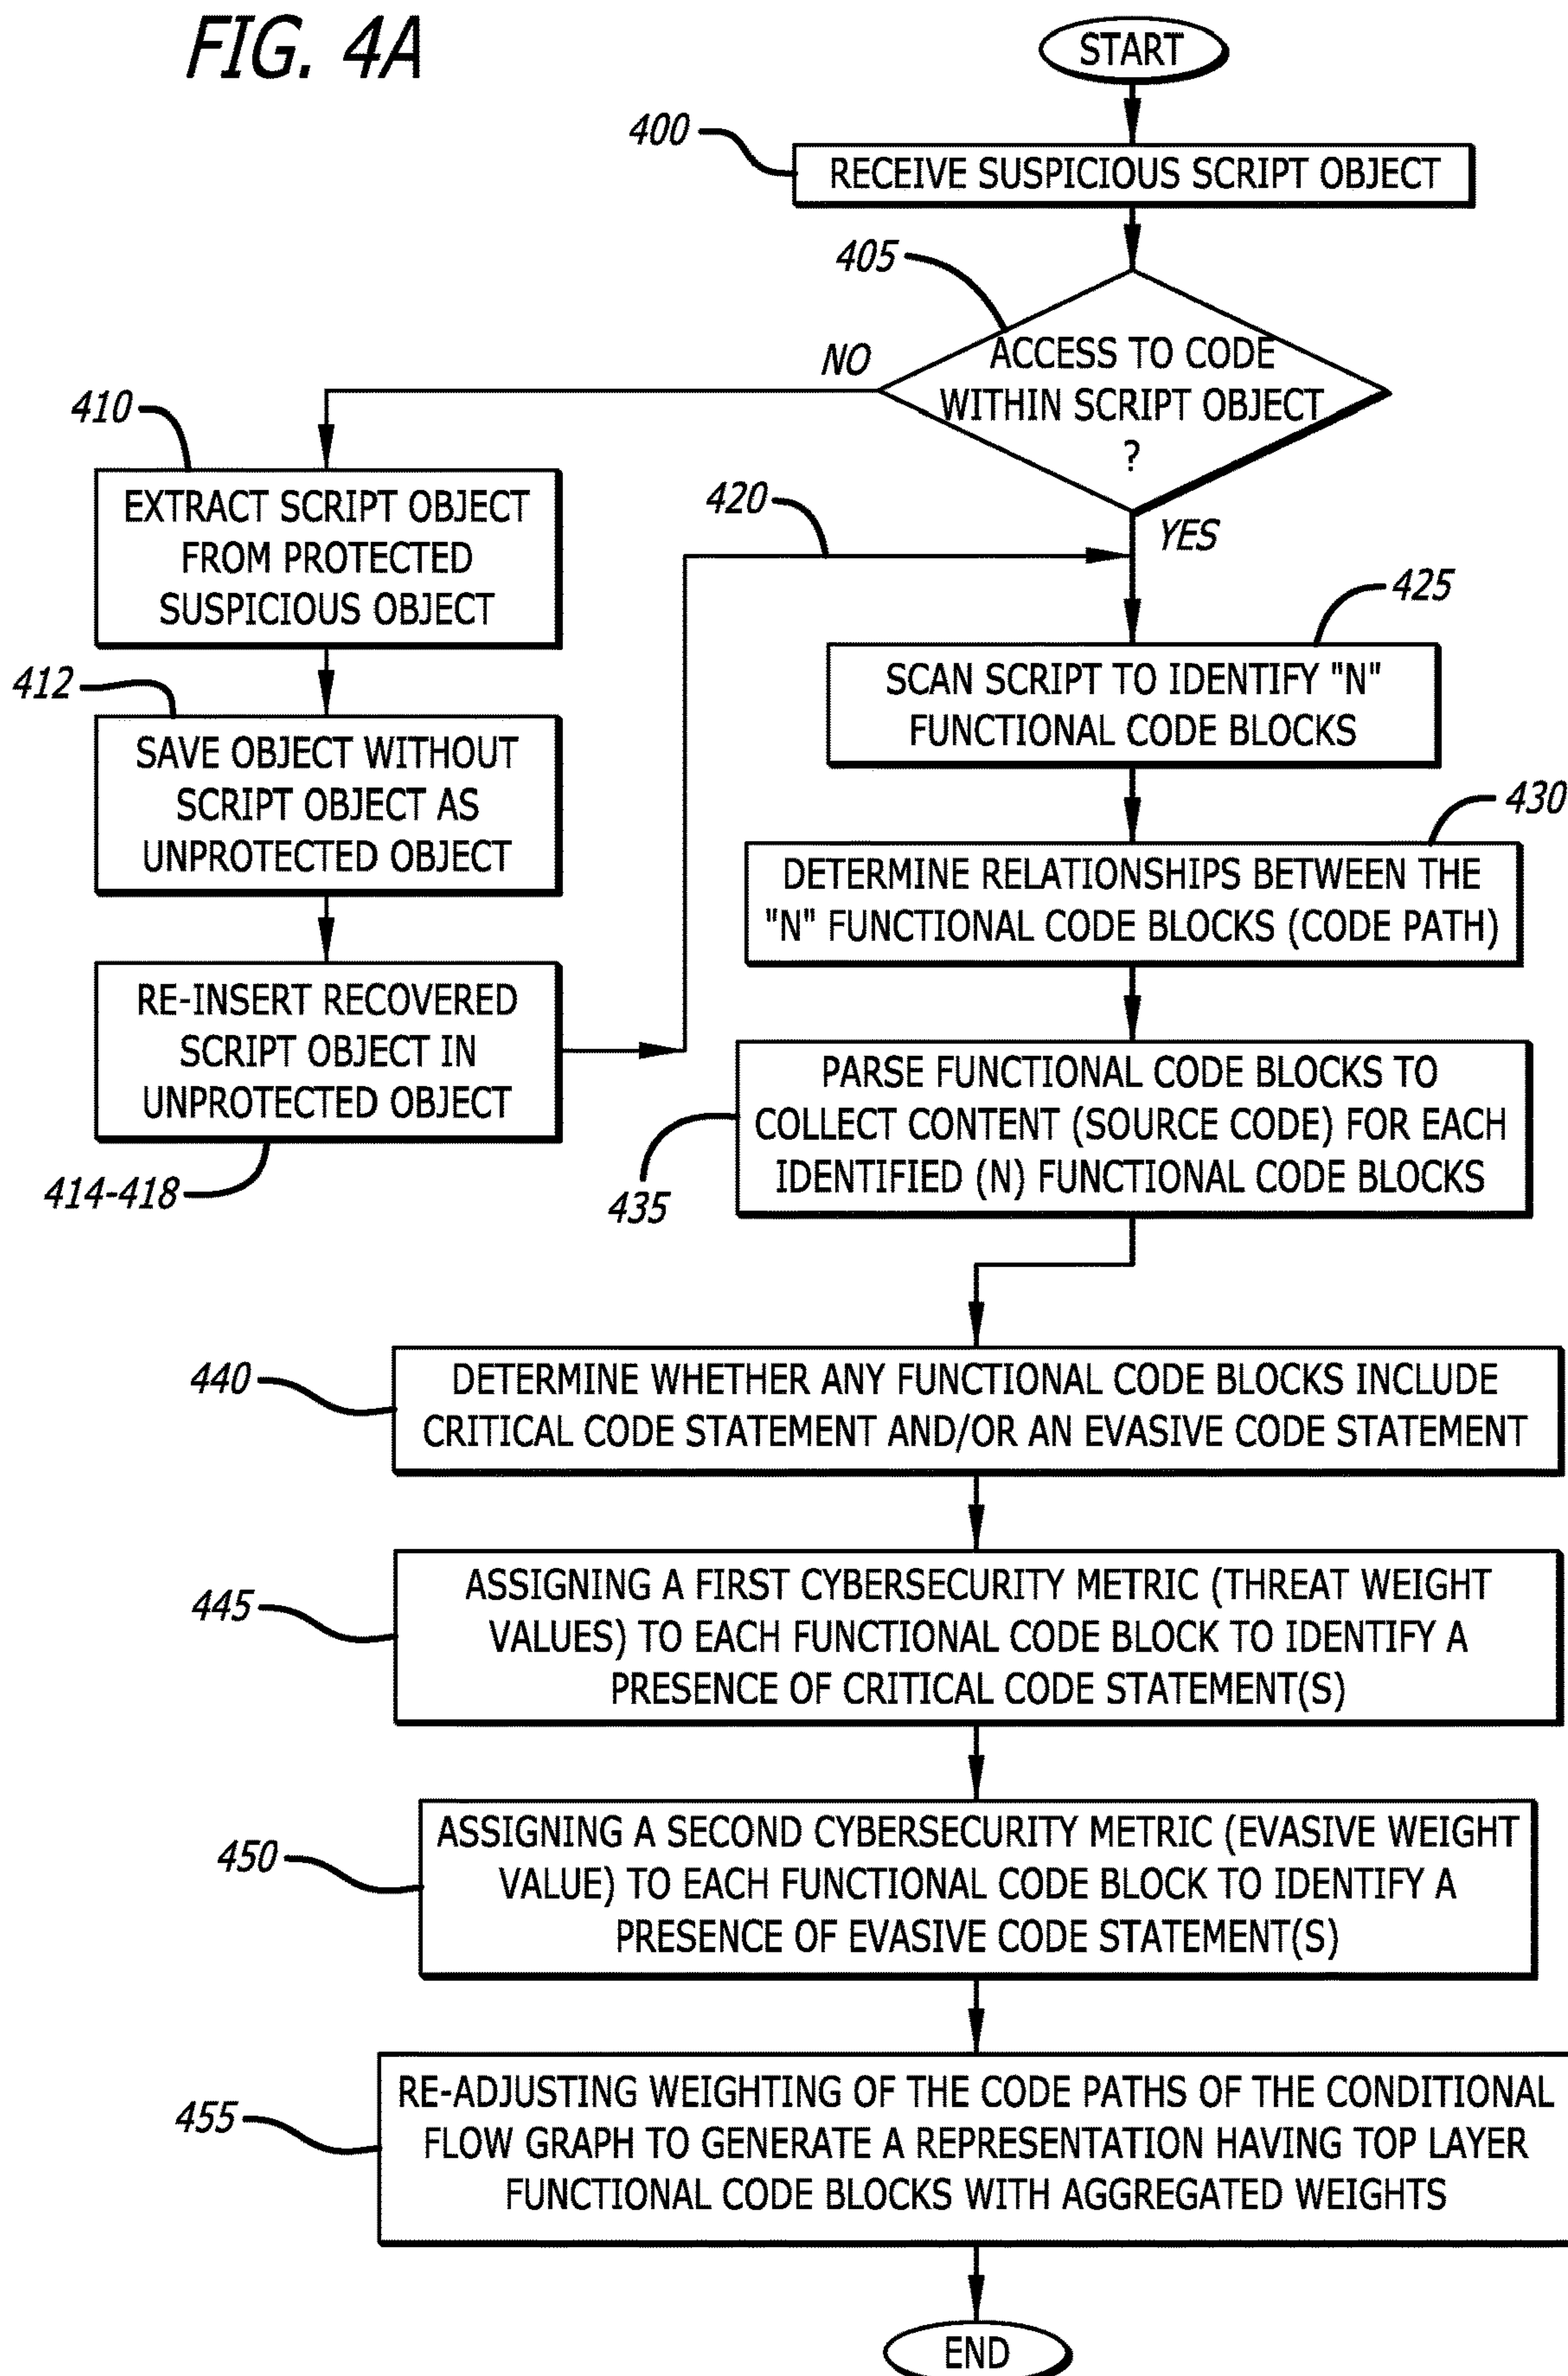 FIG. 4A
START
400
RECEIVE SUSPICIOUS SCRIPT OBJECT
405
ACCESS TO CODE
WITHIN SCRIPT OBJECT
?
NO
YES
410
EXTRACT SCRIPT OBJECT
FROM PROTECTED
SUSPICIOUS OBJECT
412
SAVE OBJECT WITHOUT
SCRIPT OBJECT AS
UNPROTECTED OBJECT
RE-INSERT RECOVERED
SCRIPT OBJECT IN
UNPROTECTED OBJECT
414-418
420
425
SCAN SCRIPT TO IDENTIFY "N"
FUNCTIONAL CODE BLOCKS
430
DETERMINE RELATIONSHIPS BETWEEN THE
"N" FUNCTIONAL CODE BLOCKS (CODE PATH)
PARSE FUNCTIONAL CODE BLOCKS TO
COLLECT CONTENT (SOURCE CODE) FOR EACH
IDENTIFIED (N) FUNCTIONAL CODE BLOCKS
435
440
DETERMINE WHETHER ANY FUNCTIONAL CODE BLOCKS INCLUDE
CRITICAL CODE STATEMENT AND/OR AN EVASIVE CODE STATEMENT
445
ASSIGNING A FIRST CYBERSECURITY METRIC (THREAT WEIGHT
VALUES) TO EACH FUNCTIONAL CODE BLOCK TO IDENTIFY A
PRESENCE OF CRITICAL CODE STATEMENT(S)
450
ASSIGNING A SECOND CYBERSECURITY METRIC (EVASIVE WEIGHT
VALUE) TO EACH FUNCTIONAL CODE BLOCK TO IDENTIFY A
PRESENCE OF EVASIVE CODE STATEMENT(S)
455
RE-ADJUSTING WEIGHTING OF THE CODE PATHS OF THE CONDITIONAL
FLOW GRAPH TO GENERATE A REPRESENTATION HAVING TOP LAYER
FUNCTIONAL CODE BLOCKS WITH AGGREGATED WEIGHTS
END